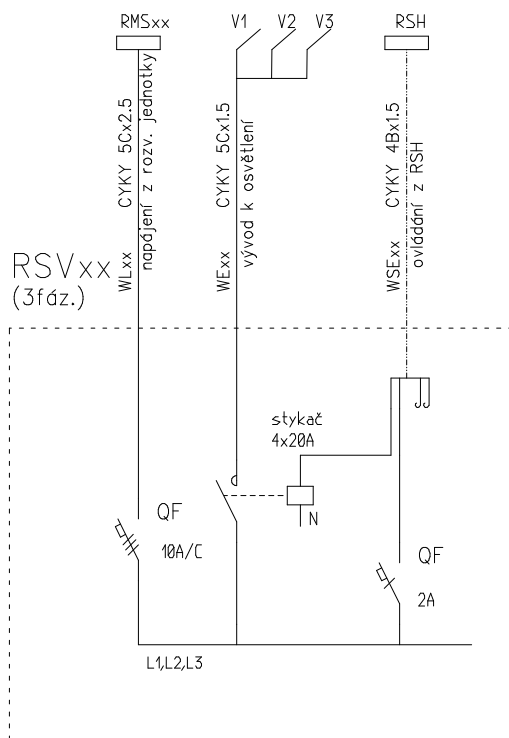 RMSxx
V1
V2
V3
RSH
WLxx CYKY 5Cx2.5
napájení z rozv. jednotky
WExx CYKY 5Cx1.5
vývod k osvětlení
WSExx CYKY 4Bx1.5
ovládání z RSH
RSVxx
(3fáz.)
stykač
4x20A
N
QF
10A/C
QF
2A
L1,L2,L3